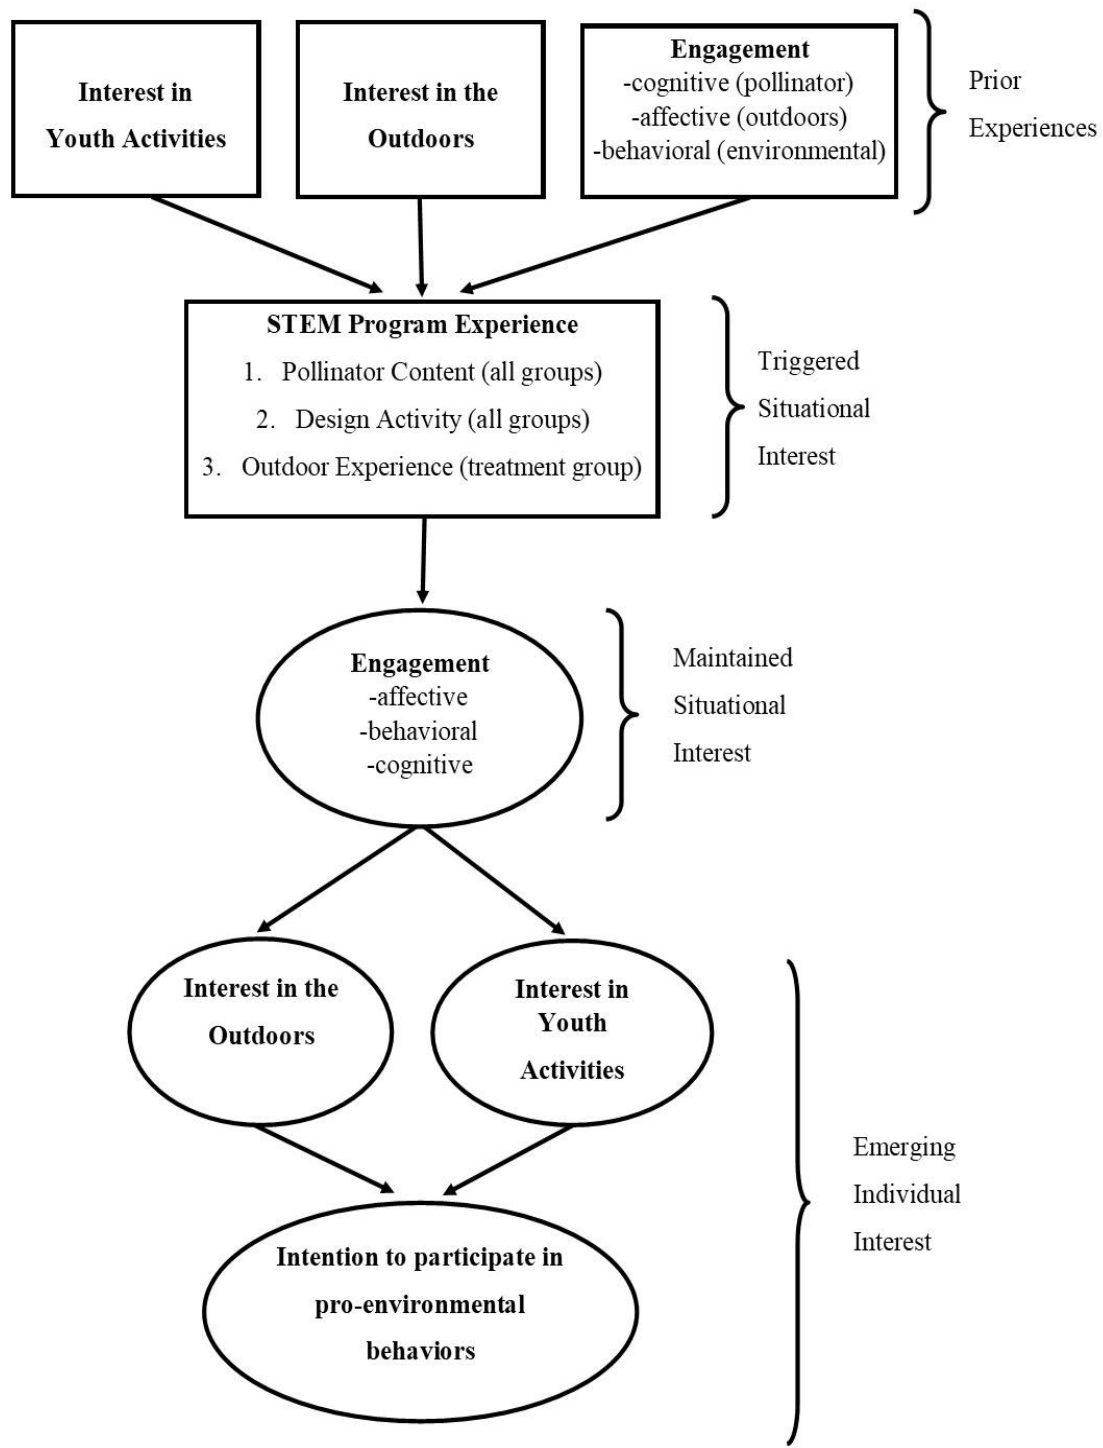 Interest in
Youth Activities
Interest in the
Outdoors
Engagement
-cognitive (pollinator)
-affective (outdoors)
-behavioral (environmental)
Prior
Experiences
STEM Program Experience
1. Pollinator Content (all groups)
2. Design Activity (all groups)
3. Outdoor Experience (treatment group)
Triggered
Situational
Interest
Engagement
-affective
-behavioral
-cognitive
Maintained
Situational
Interest
Interest in the
Outdoors
Interest in
Youth
Activities
Emerging
Individual
Interest
Intention to participate in
pro-environmental
behaviors